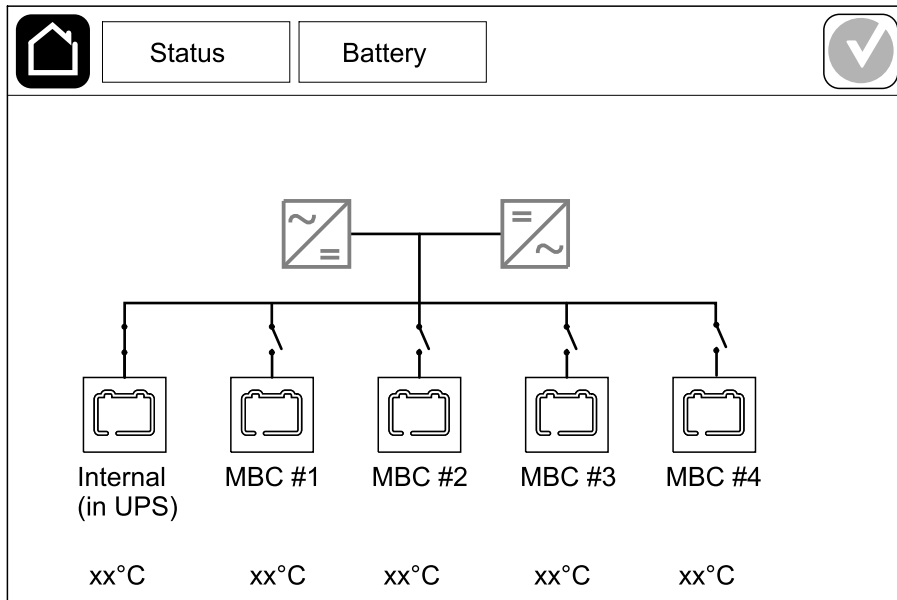 Status Battery
Internal MBC #1 MBC #2 MBC #3 MBC #4
(in UPS)
xx°C xx°C xx°C xx°C xx°C